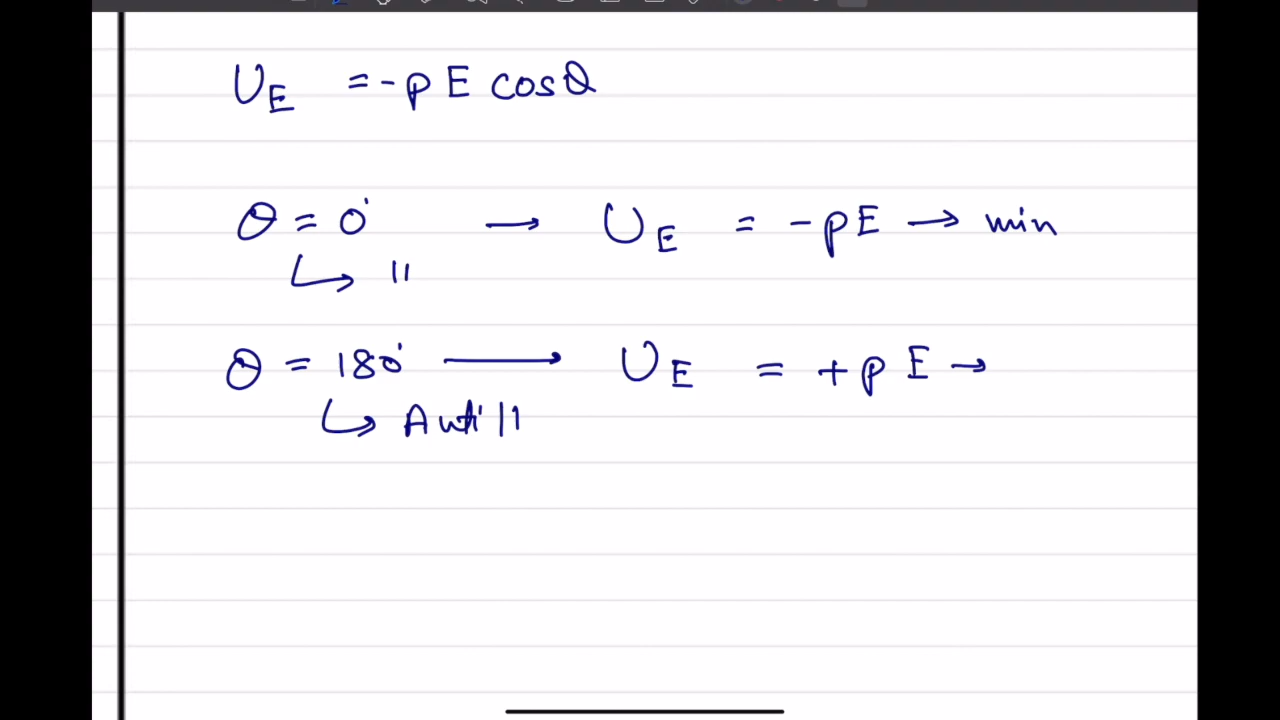 U_E = -pE cosθ
θ = 0° → U_E = -pE → min
↳ ||
θ = 180° → U_E = +pE →
↳ Anti ||